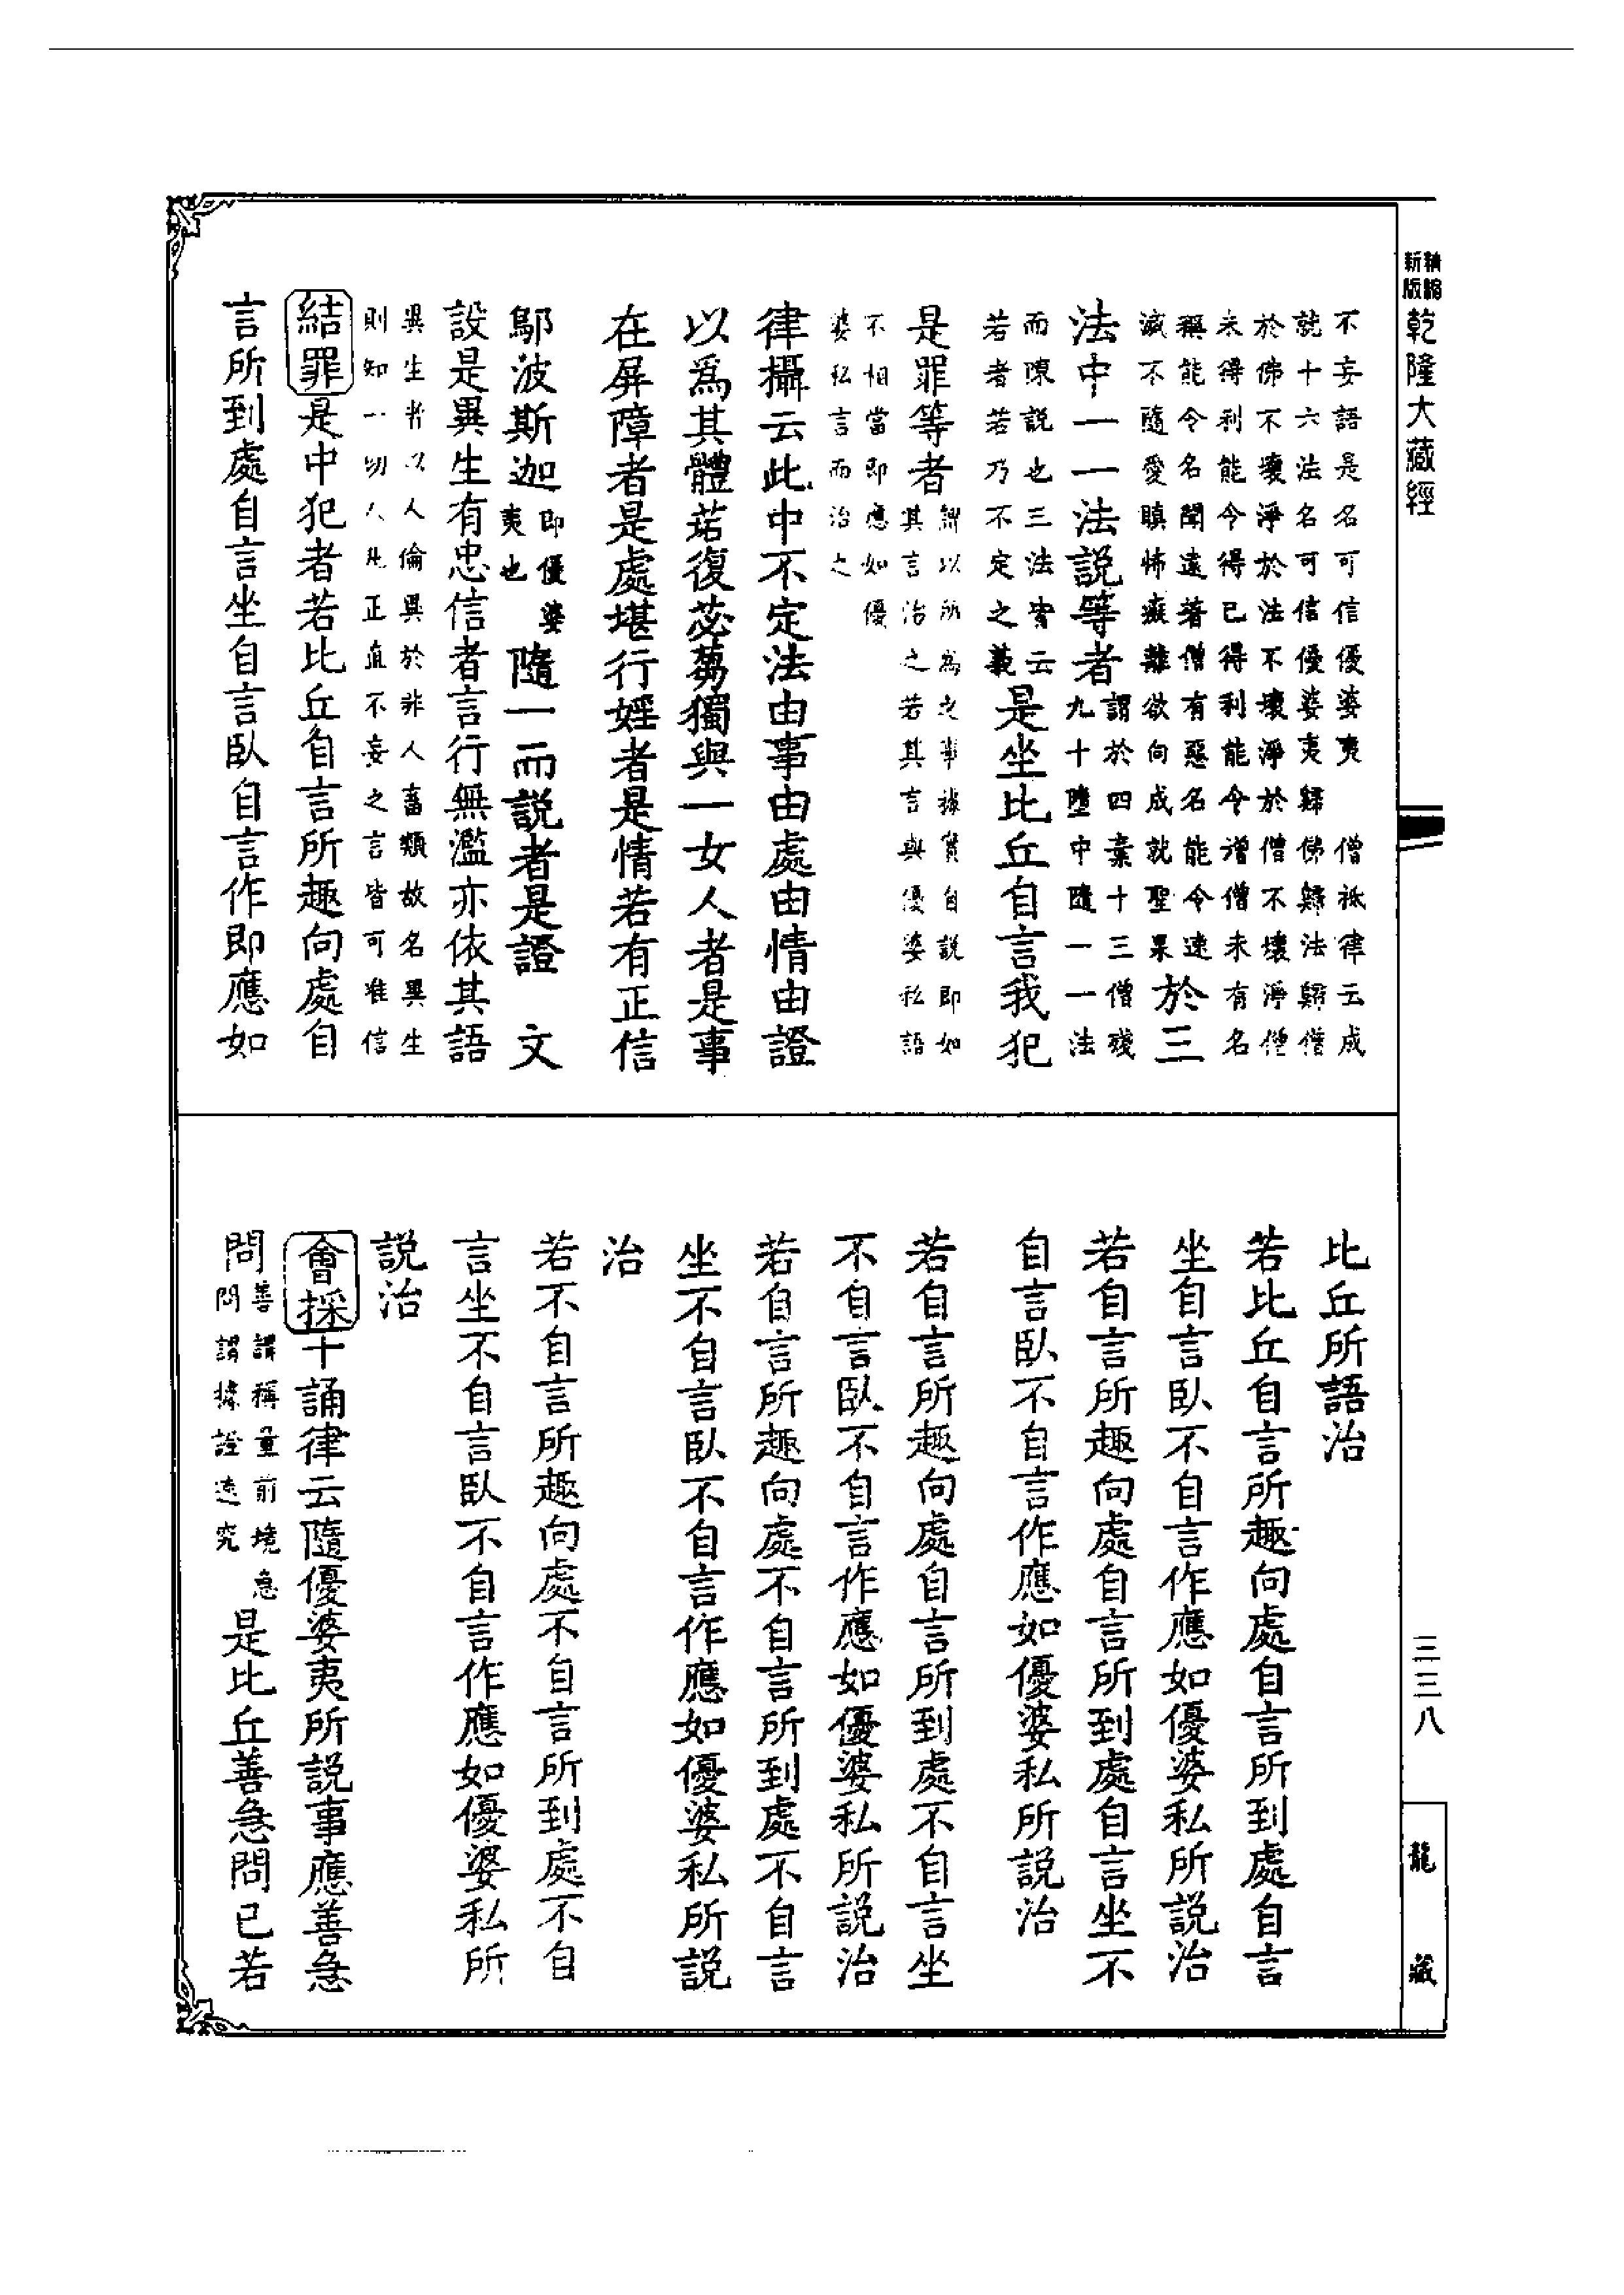 精縮新版乾隆大藏經
不妄語是名可信優婆夷　僧祇律云成
就十六法名可信優婆夷歸佛歸法歸僧
於佛不壞淨於法不壞淨於僧不壞淨僧
未得利能令得已得利能令增僧未有名
稱能令名聞遠著僧有惡名能令速
滅不隨愛瞋怖癡離欲向成就聖果於三
法中一一法說等者謂於四棄十三僧殘
九十墮中隨一一法
而陳說也三法皆云
若者若乃不定之義是坐比丘自言我犯
是罪等者謂以所為之事據實自說即如
其言治之若其言與優婆私語
不相當即應如優
婆私言而治之
律攝云此中不定法由事由處由情由證
以爲其體若復苾蒭獨與一女人者是事
在屏障者是處堪行婬者是情若有正信
鄔波斯迦即優婆
夷也隨一而說者是證　文
設是異生有忠信者言行無濫亦依其語
異生者以人倫異於非人畜類故名異生
則知一切人凡正直不妄之言皆可准信
結罪是中犯者若比丘自言所趣向處自
言所到處自言坐自言臥自言作即應如
比丘所語治
若比丘自言所趣向處自言所到處自言
坐自言臥不自言作應如優婆私所説治
若自言所趣向處自言所到處自言坐不
自言臥不自言作應如優婆私所説治
若自言所趣向處自言所到處不自言坐
不自言臥不自言作應如優婆私所説治
若自言所趣向處不自言所到處不自言
坐不自言臥不自言作應如優婆私所説
治
若不自言所趣向處不自言所到處不自
言坐不自言臥不自言作應如優婆私所
説治
會採十誦律云隨優婆夷所説事應善急
問善謂稱量前境急
問謂據證遠究是比丘善急問已若
三三八
龍藏